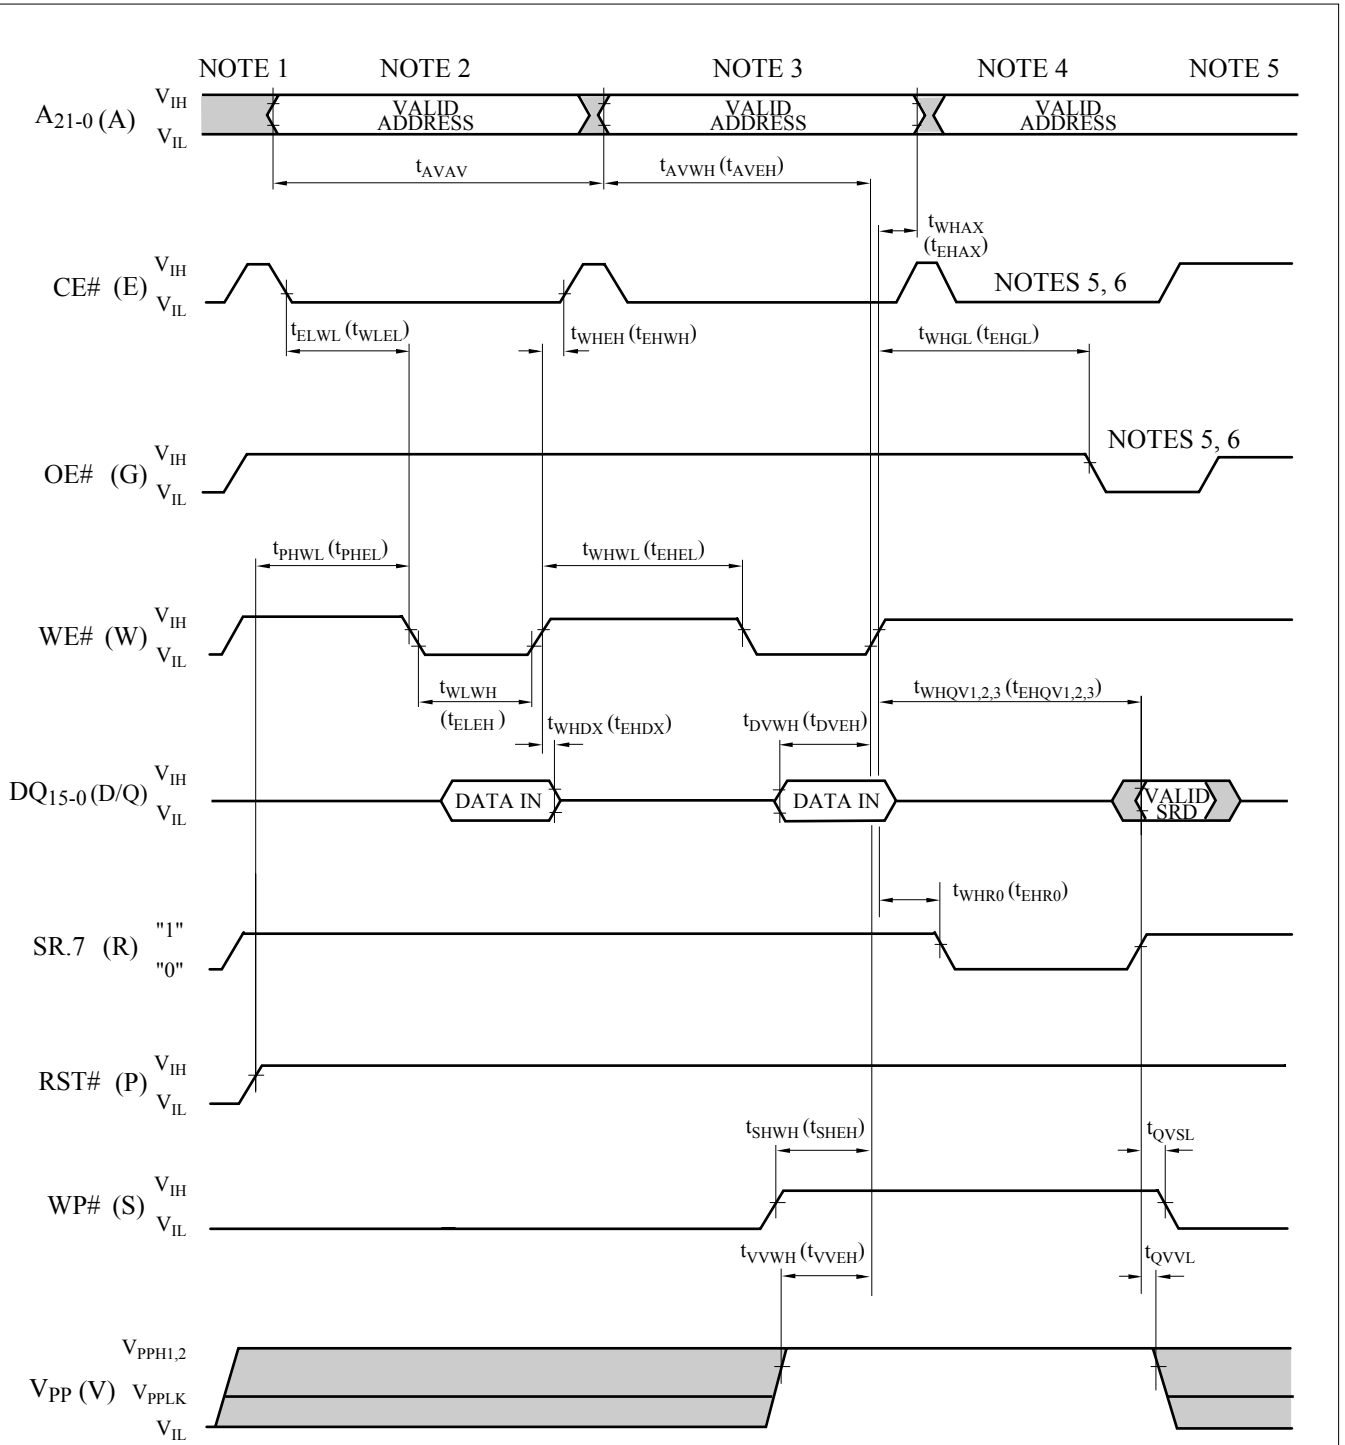 NOTE 1 NOTE 2 NOTE 3 NOTE 4 NOTE 5
A21-0 (A) VIH VIL
VALID ADDRESS VALID ADDRESS VALID ADDRESS
tAVAV tAVWH (tAVEH)
tWHAX (tEHAX)
CE# (E) VIH VIL NOTES 5, 6
tELWL (tWLEL) tWHEH (tEHWH) tWHGL (tEHGL)
OE# (G) VIH VIL NOTES 5, 6
tPHWL (tPHEL) tWHWL (tEHEL)
WE# (W) VIH VIL
tWLWH (tELEH) tWHDX (tEHDX) tDVWH (tDVEH) tWHQV1,2,3 (tEHQV1,2,3)
DQ15-0 (D/Q) VIH VIL DATA IN DATA IN VALID SRD
tWHR0 (tEHR0)
SR.7 (R) "1" "0"
RST# (P) VIH VIL
tSHWH (tSHEH) tQVSL
WP# (S) VIH VIL
tVVWH (tVVEH) tQVVL
VPP (V) VPPH1,2 VPPLK VIL